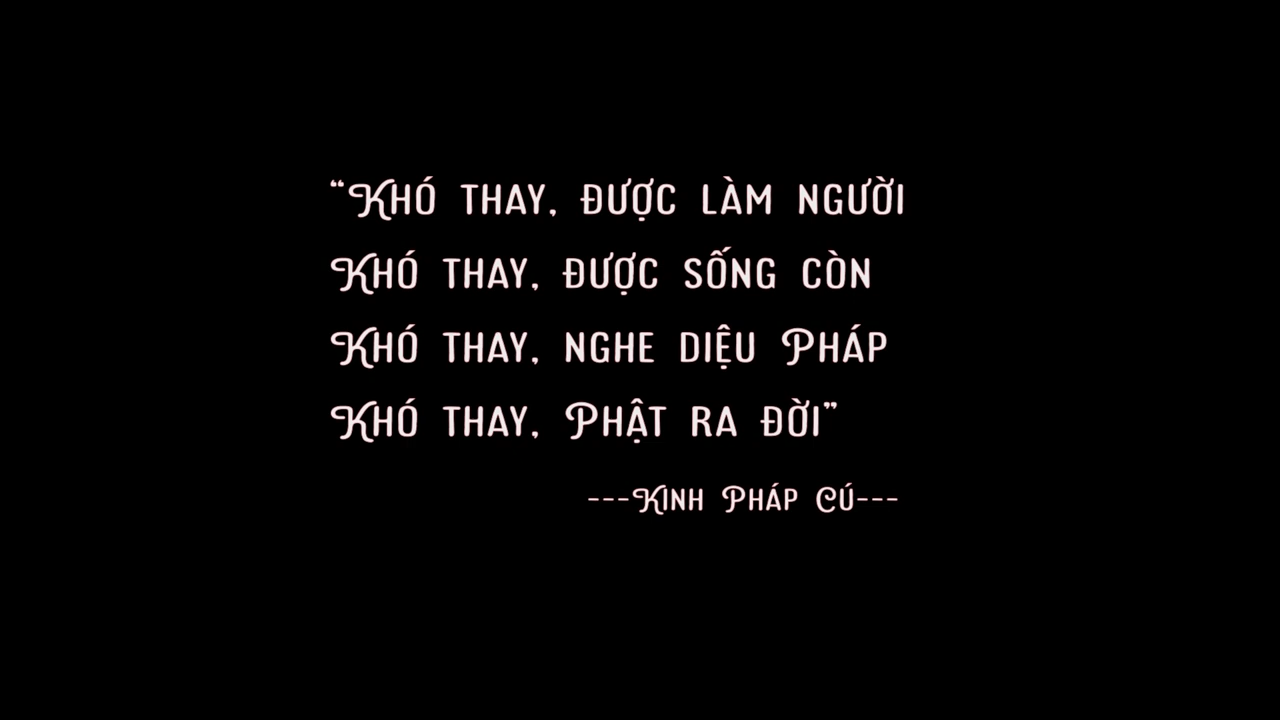 “Khó thay, được làm người
Khó thay, được sống còn
Khó thay, nghe diệu Pháp
Khó thay, Phật ra đời”
---Kinh Pháp Cú---